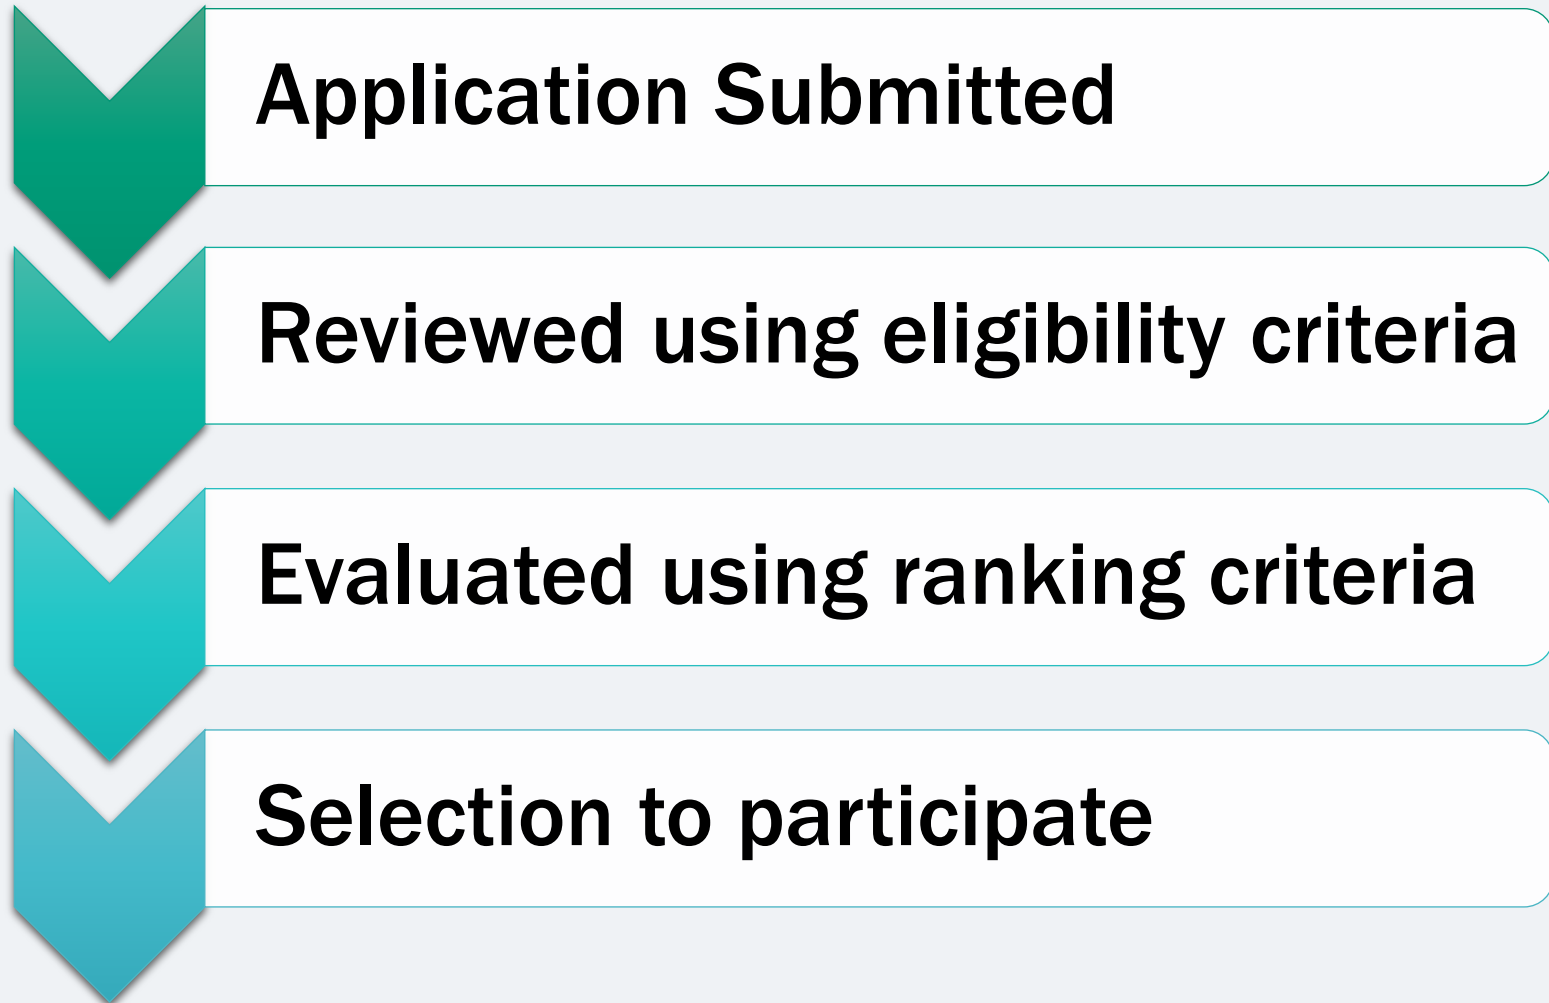 Application Submitted
Reviewed using eligibility criteria
Evaluated using ranking criteria
Selection to participate